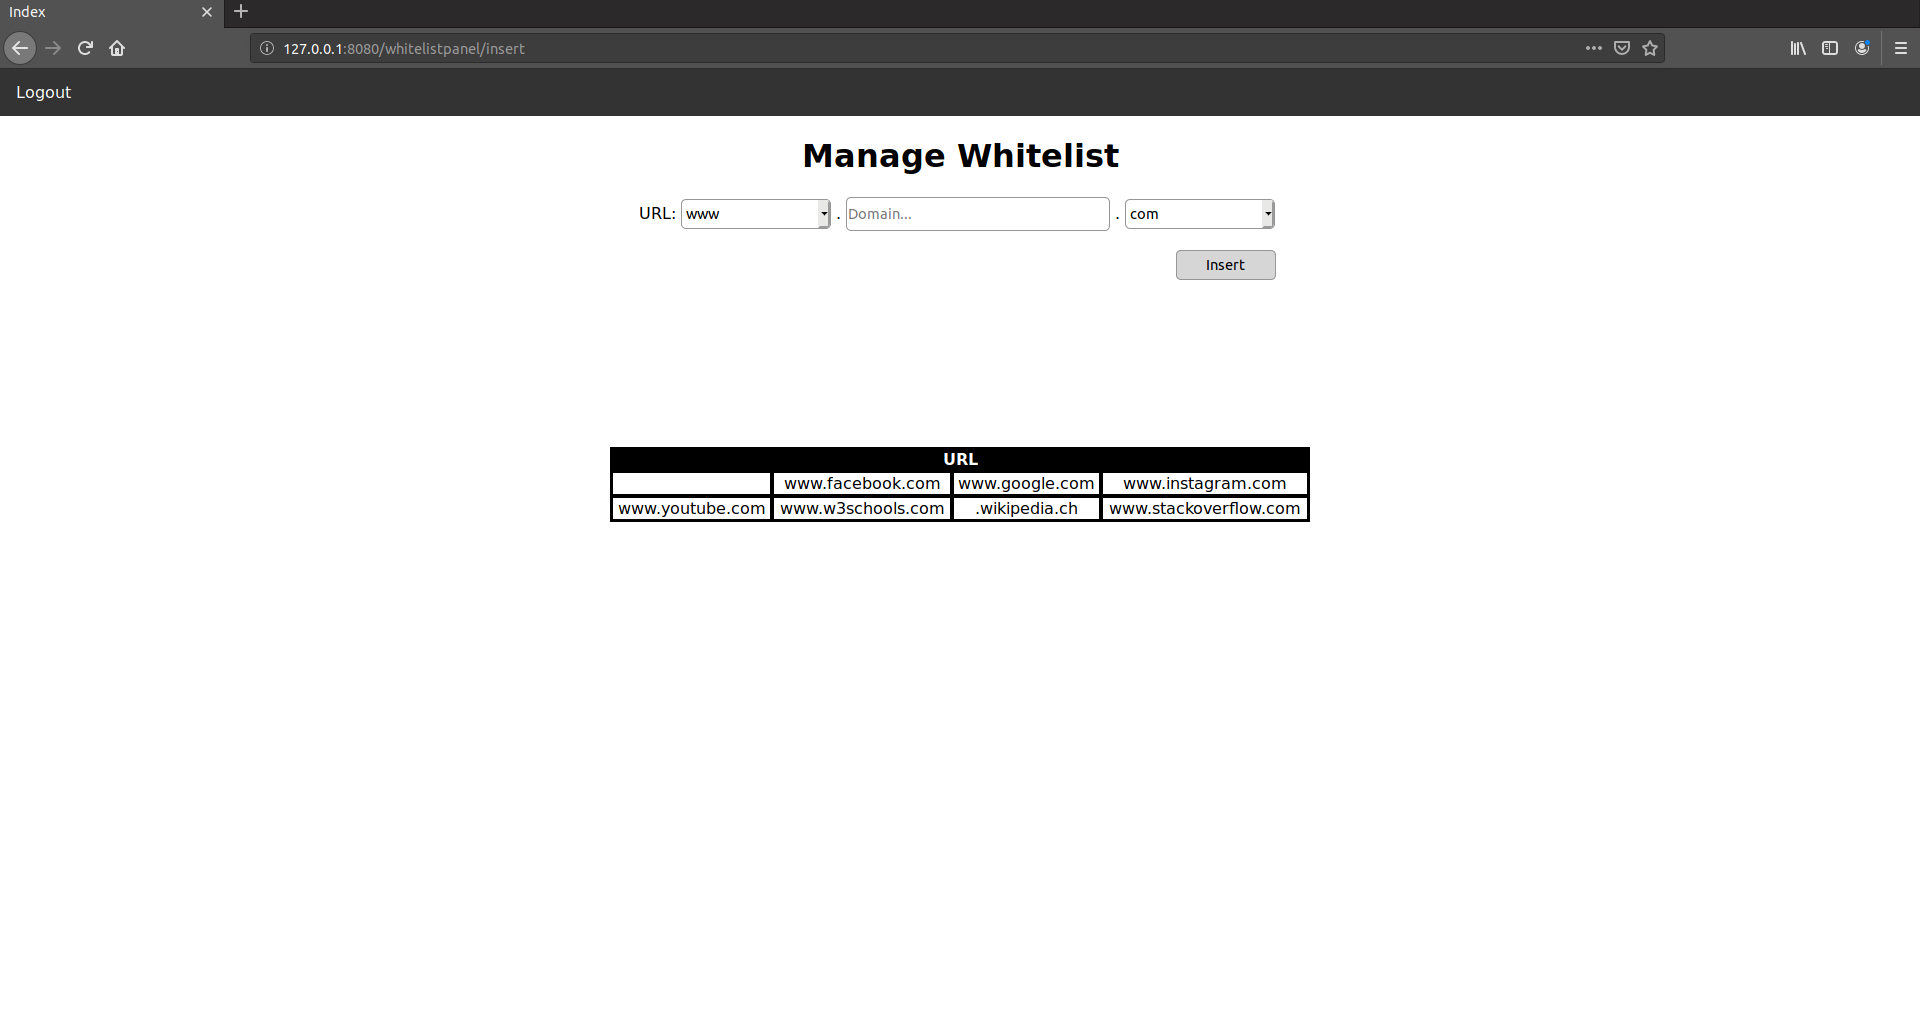 Index
127.0.0.1:8080/whitelistpanel/insert
Logout
Manage Whitelist
URL: www . Domain... . com
Insert
URL
www.facebook.com www.google.com www.instagram.com
www.youtube.com www.w3schools.com .wikipedia.ch www.stackoverflow.com